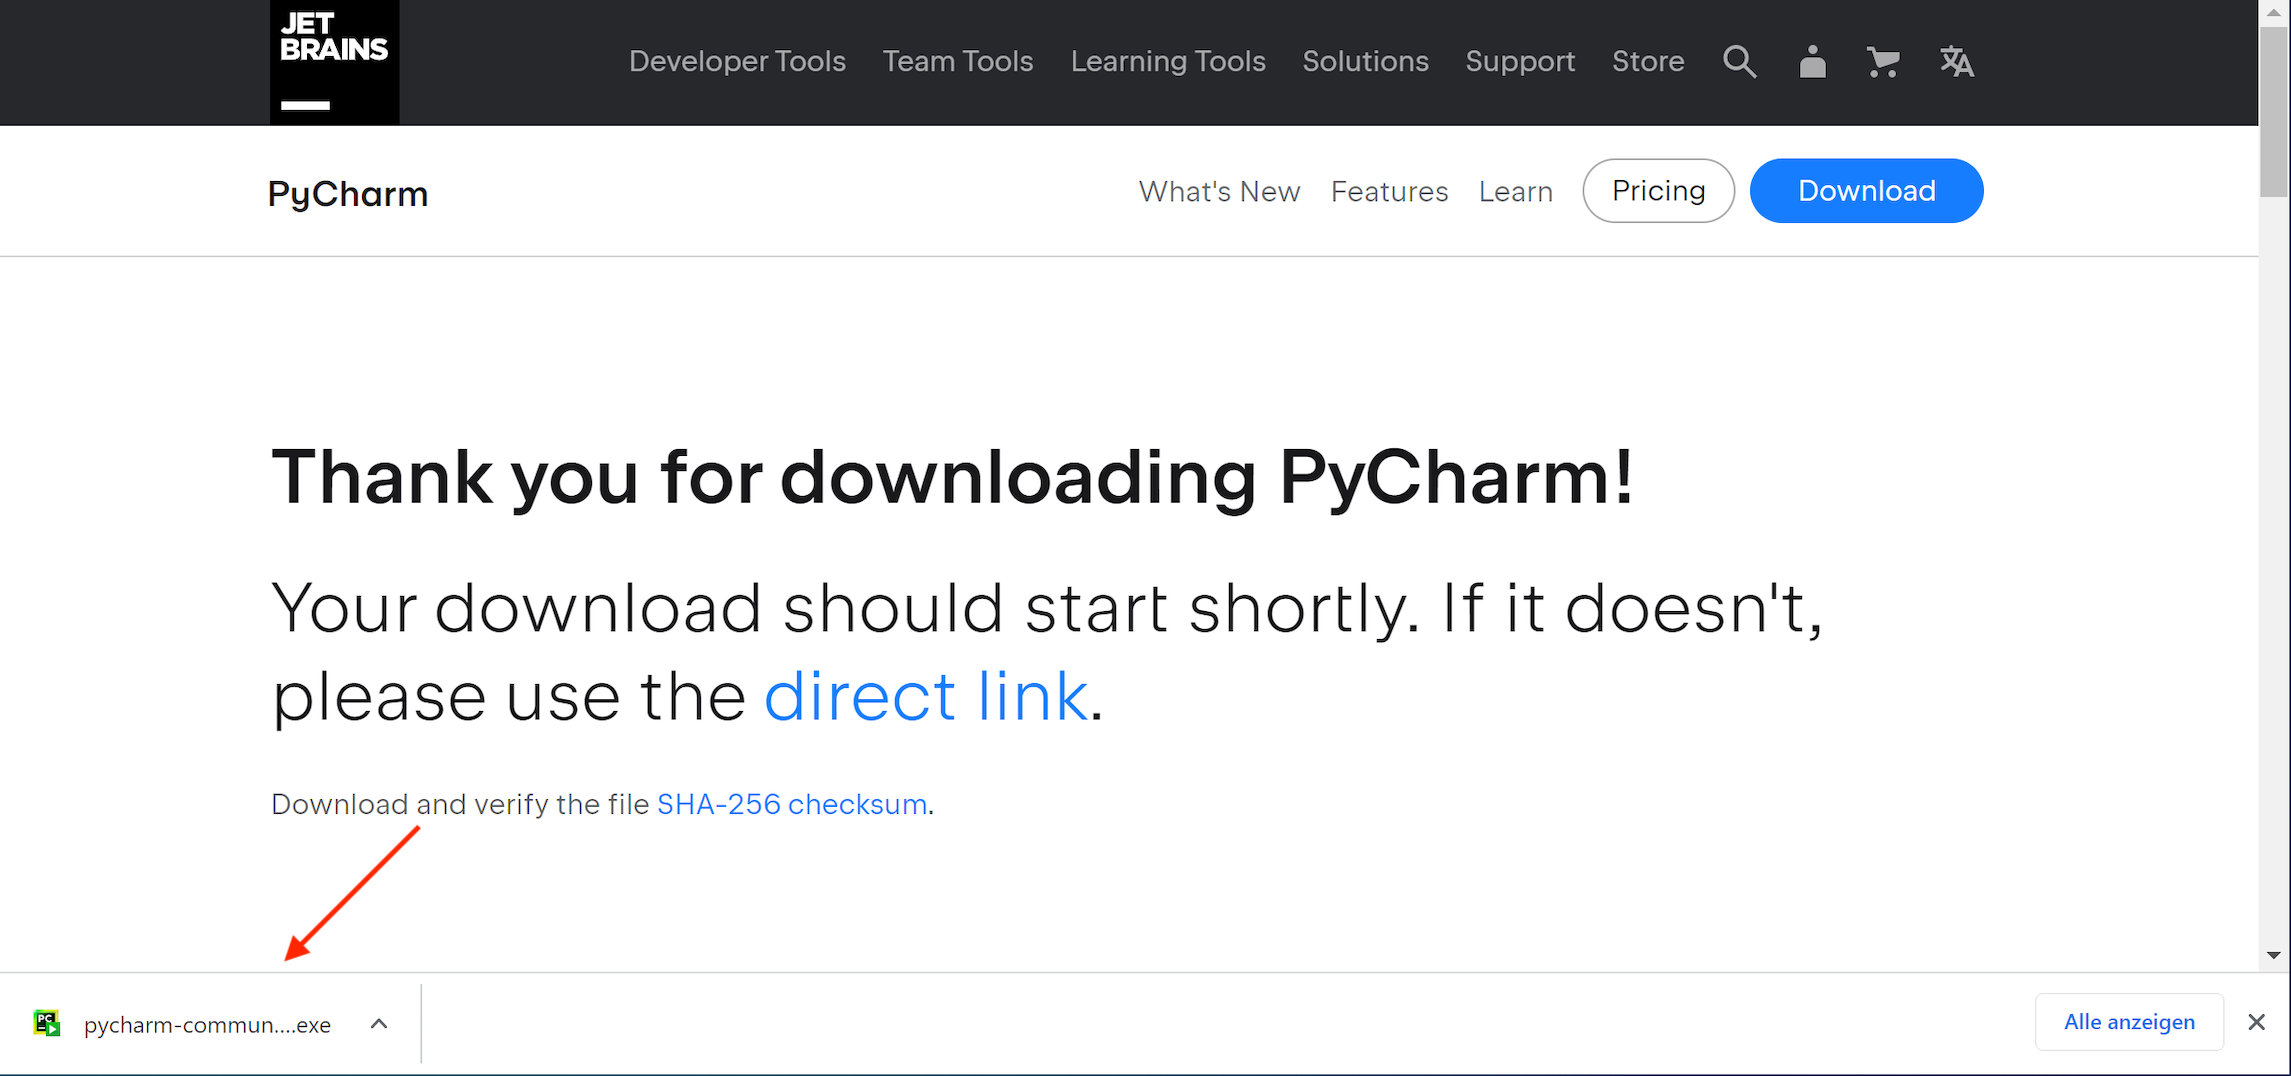 JET
BRAINS
Developer Tools Team Tools Learning Tools Solutions Support Store
PyCharm
What's New Features Learn Pricing Download
Thank you for downloading PyCharm!
Your download should start shortly. If it doesn't,
please use the direct link.
Download and verify the file SHA-256 checksum.
PC
pycharm-commun....exe
Alle anzeigen